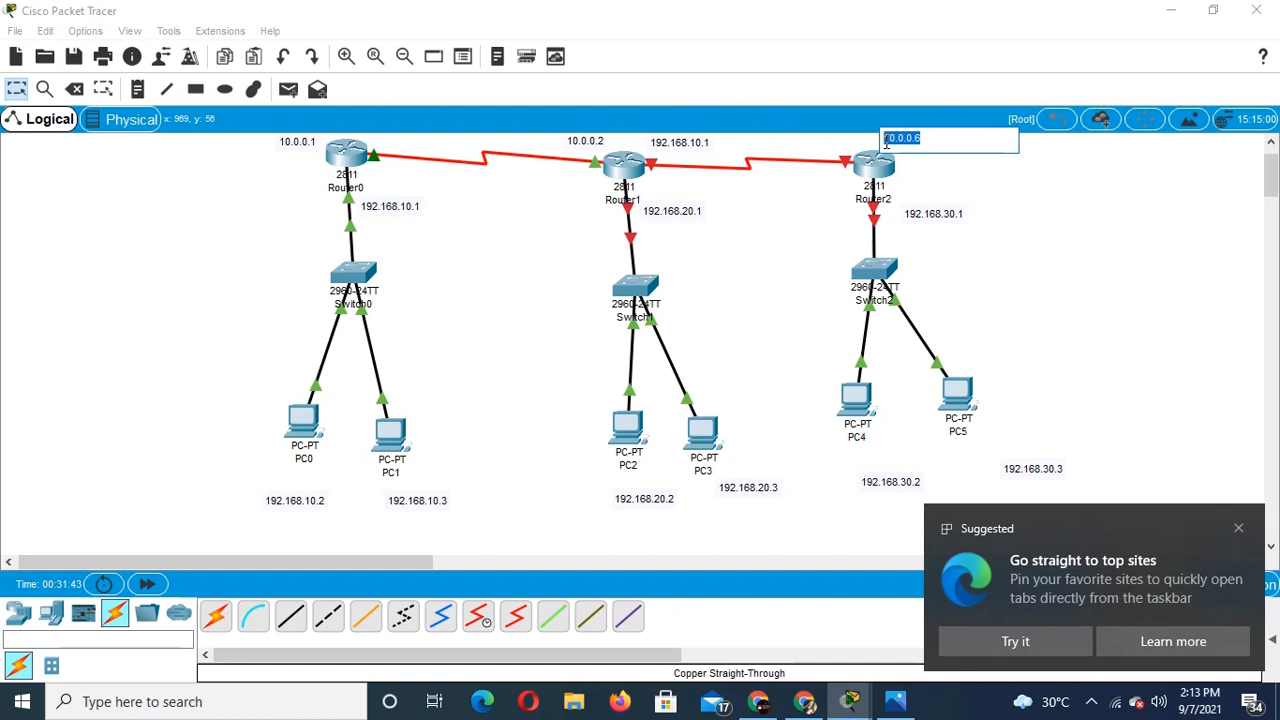 Cisco Packet Tracer
File Edit Options View Tools Extensions Help
?
Logical Physical x: 969, y: 56 [Root] 15:15:00
10.0.0.1
10.0.0.2
192.168.10.1
10.0.0.6
2811
Router0
2811
Router1
2811
Router2
192.168.10.1
192.168.20.1
192.168.30.1
2960-24TT
Switch0
2960-24TT
Switch1
2960-24TT
Switch2
PC-PT
PC0
PC-PT
PC1
PC-PT
PC2
PC-PT
PC3
PC-PT
PC4
PC-PT
PC5
192.168.10.2
192.168.10.3
192.168.20.2
192.168.20.3
192.168.30.2
192.168.30.3
Suggested
Go straight to top sites
Pin your favorite sites to quickly open
tabs directly from the taskbar
Try it
Learn more
Time: 00:31:43
Copper Straight-Through
Type here to search
17
30°C
2:13 PM
9/7/2021
34